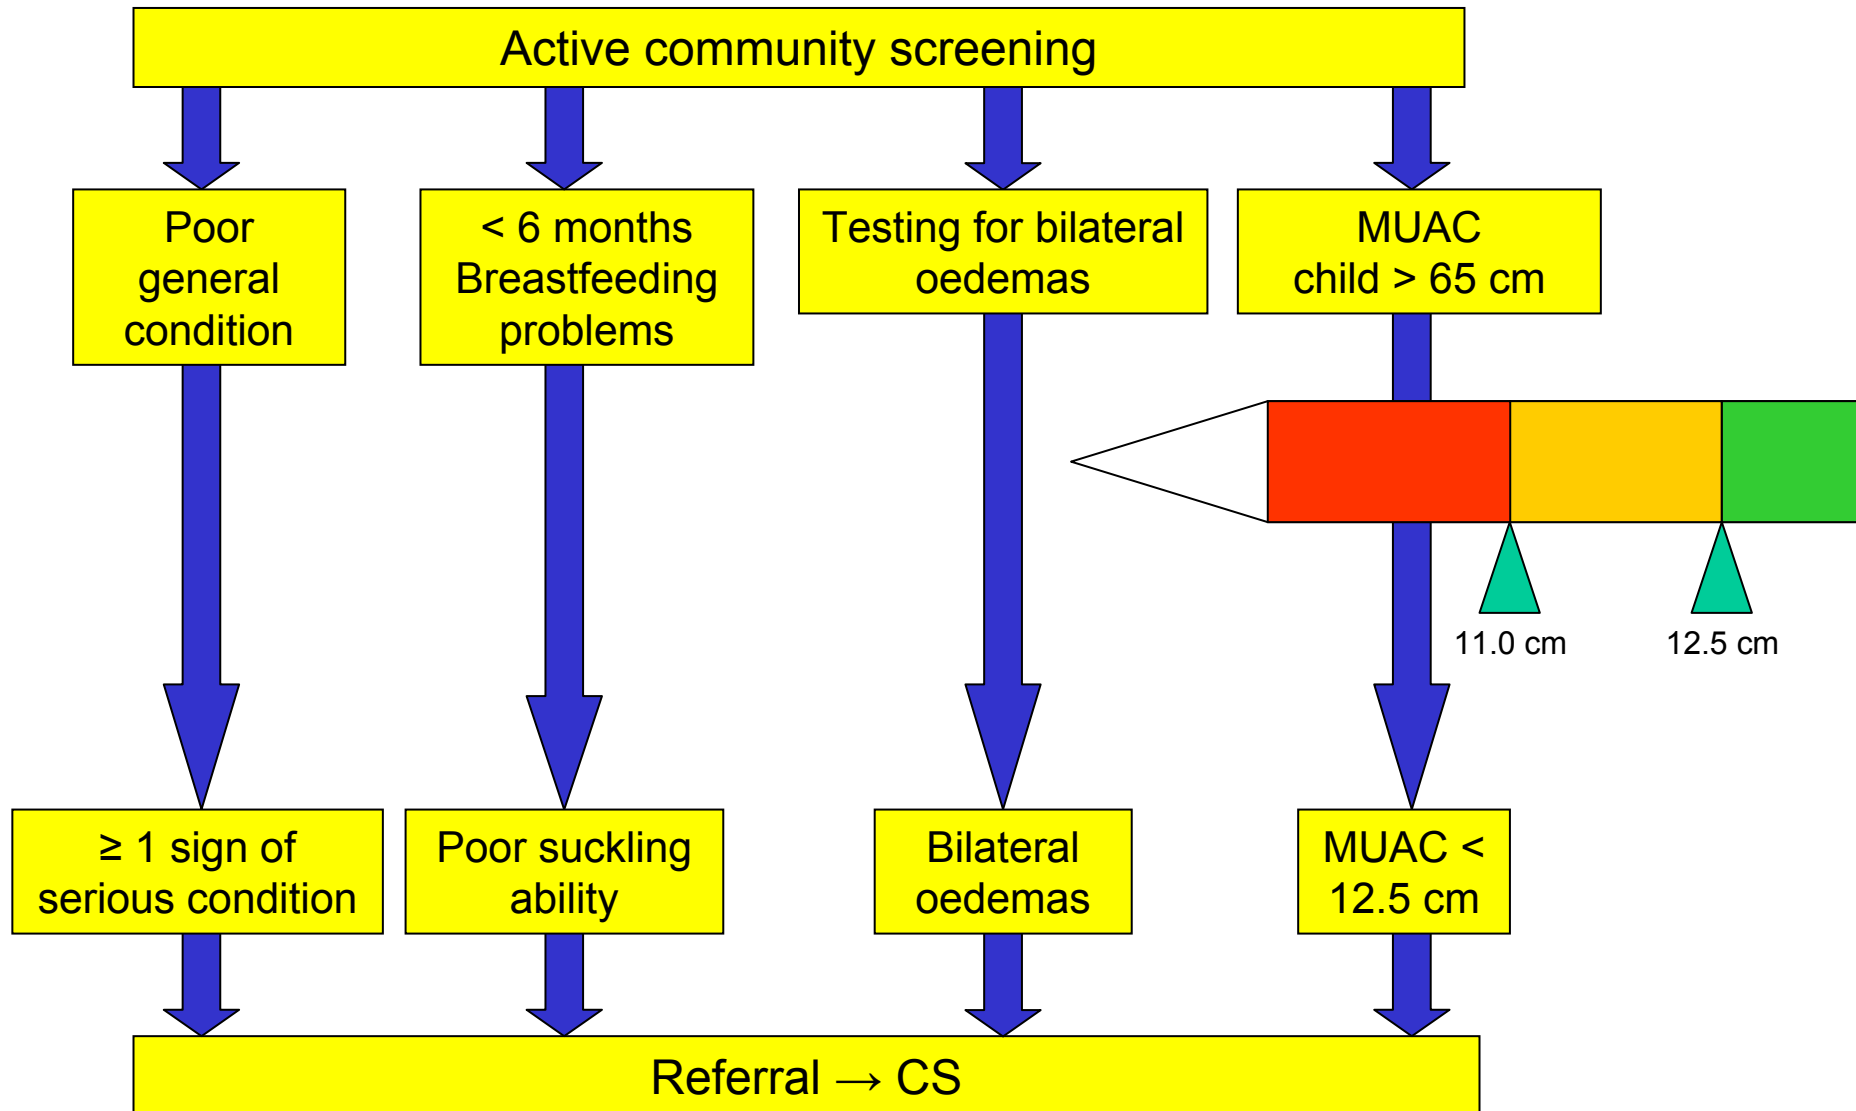 Active community screening
Poor
general
condition
< 6 months
Breastfeeding
problems
Testing for bilateral
oedemas
MUAC
child > 65 cm
11.0 cm
12.5 cm
≥ 1 sign of
serious condition
Poor suckling
ability
Bilateral
oedemas
MUAC <
12.5 cm
Referral → CS